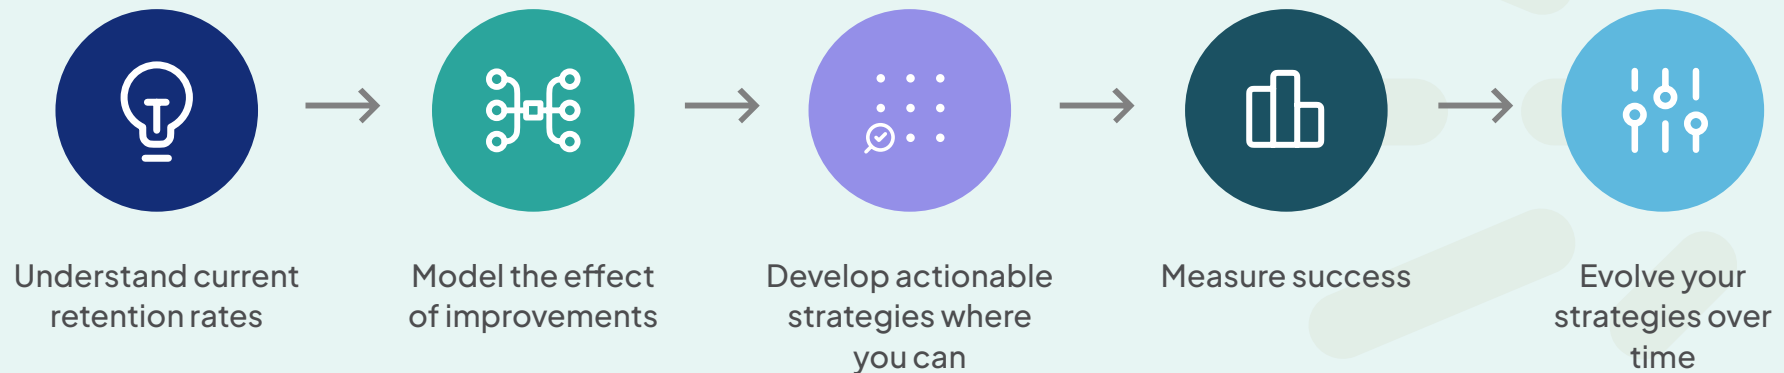 Understand current
retention rates
Model the effect
of improvements
Develop actionable
strategies where
you can
Measure success
Evolve your
strategies over
time